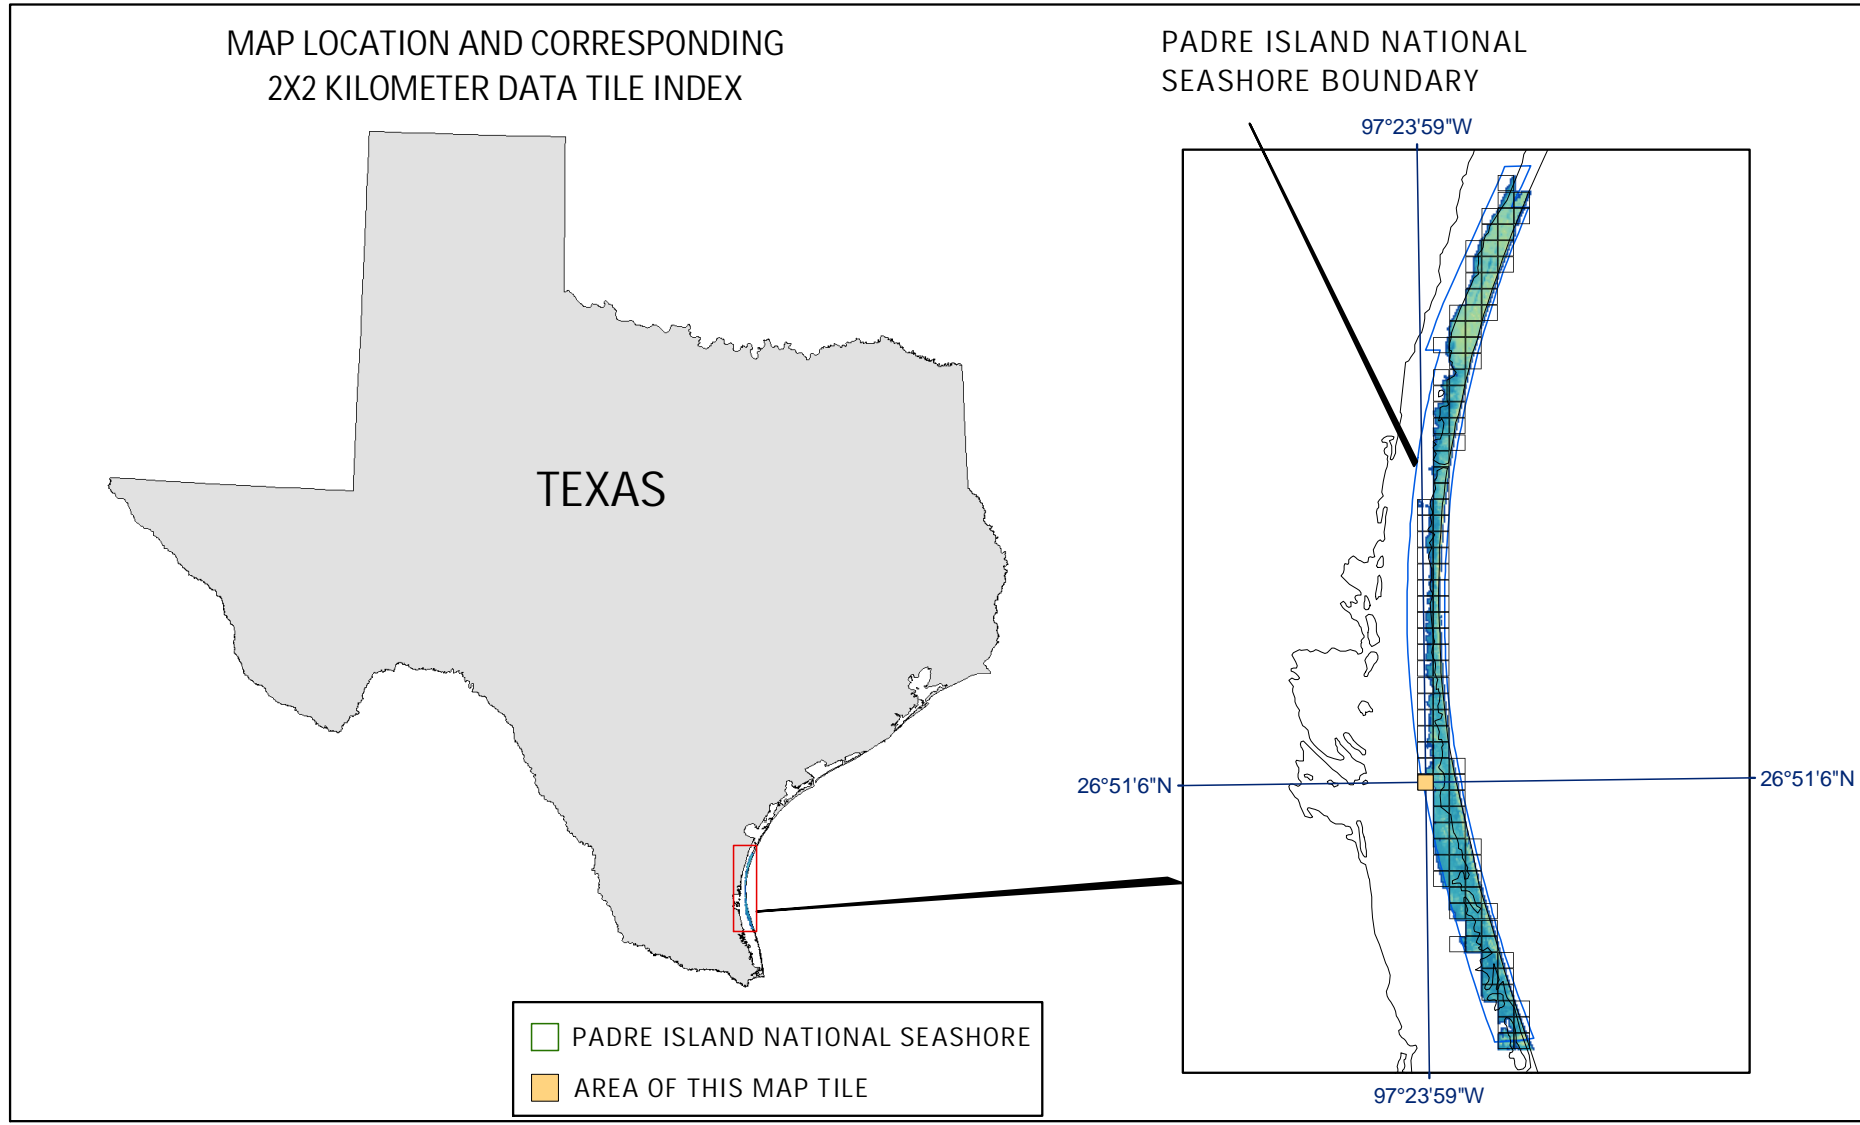 MAP LOCATION AND CORRESPONDING
2X2 KILOMETER DATA TILE INDEX
PADRE ISLAND NATIONAL
SEASHORE BOUNDARY
97°23'59"W
TEXAS
26°51'6"N
26°51'6"N
97°23'59"W
PADRE ISLAND NATIONAL SEASHORE
AREA OF THIS MAP TILE